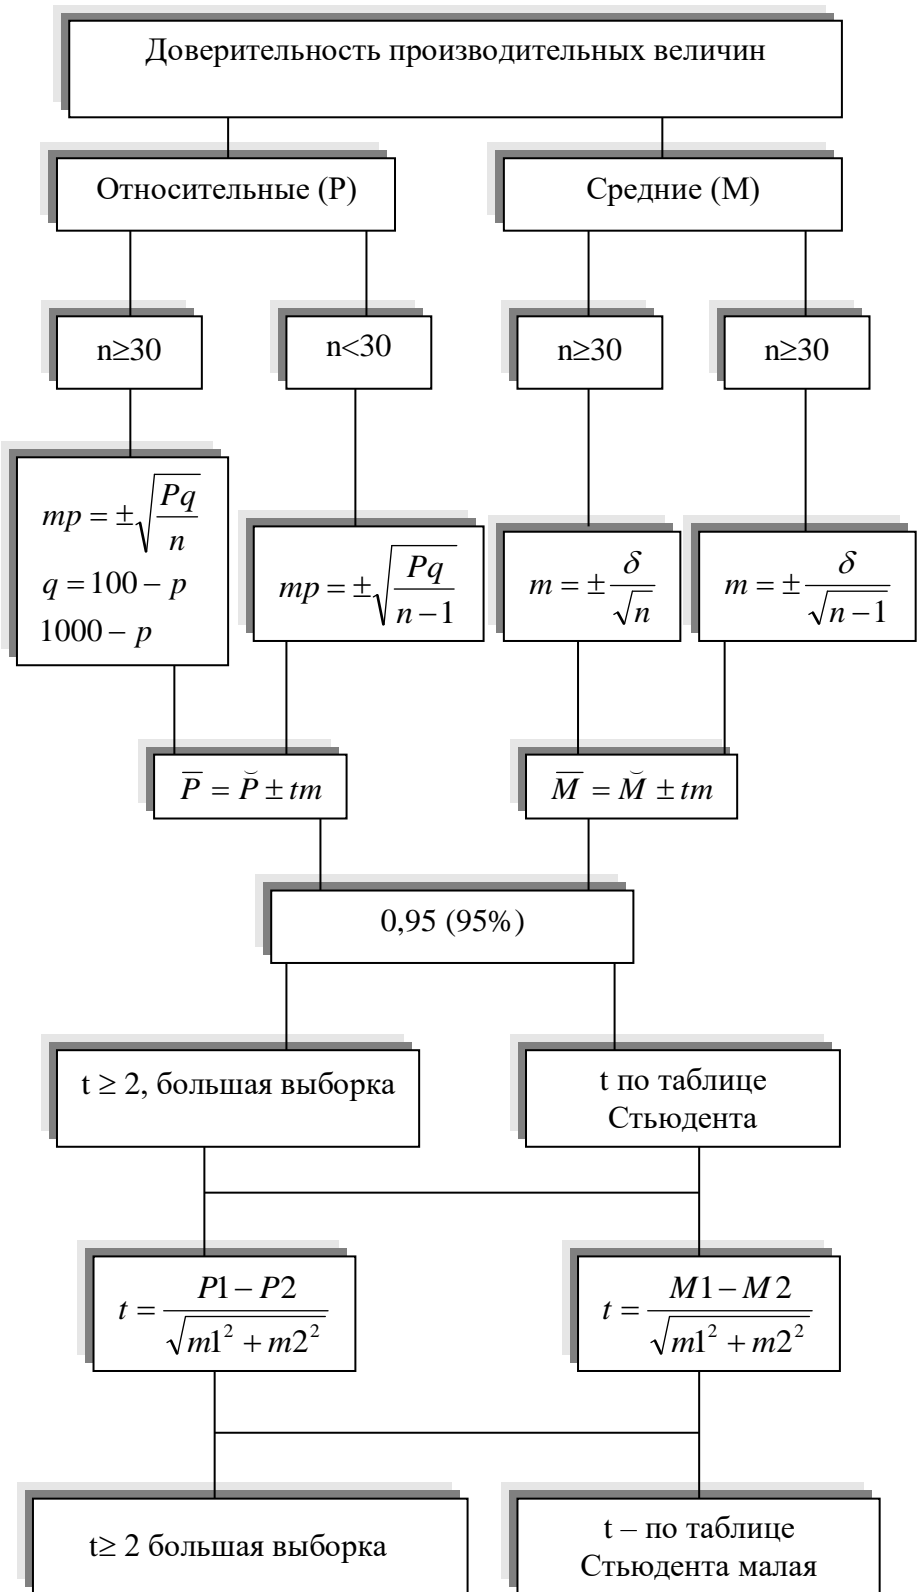 Доверительность производительных величин
Относительные (Р)
Средние (М)
n≥30
n<30
n≥30
n≥30
mp = ±√(Pq/n)
q = 100 − p
1000 − p
mp = ±√(Pq/(n−1))
m = ±δ/√n
m = ±δ/√(n−1)
P̅ = P̆ ± tm
M̅ = M̆ ± tm
0,95 (95%)
t ≥ 2, большая выборка
t по таблице
Стьюдента
t = (P1 − P2)/√(m1² + m2²)
t = (M1 − M2)/√(m1² + m2²)
t≥ 2 большая выборка
t – по таблице
Стьюдента малая